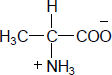 H
H₃C
COO⁻
+ NH₃